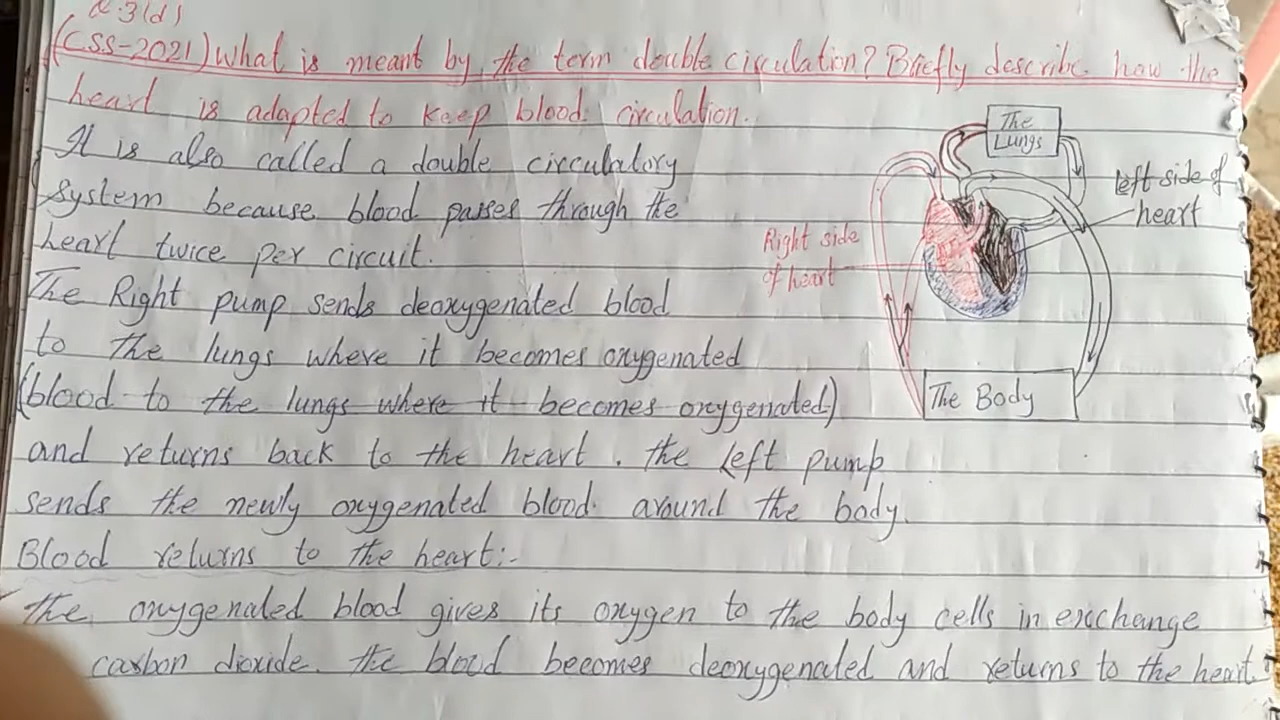 Q.3(d)
(CSS-2021) What is meant by the term double circulation? Briefly describe how the
heart is adapted to keep blood circulation.
It is also called a double circulatory
system because blood passes through the
heart twice per circuit.
The Right pump sends deoxygenated blood
to the lungs where it becomes oxygenated
(blood to the lungs where it becomes oxygenated)
and returns back to the heart. the left pump
sends the newly oxygenated blood around the body.
Blood returns to the heart:-
the oxygenated blood gives its oxygen to the body cells in exchange
carbon dioxide. the blood becomes deoxygenated and returns to the heart.
The
Lungs
left side of
heart
Right side
of heart
The Body